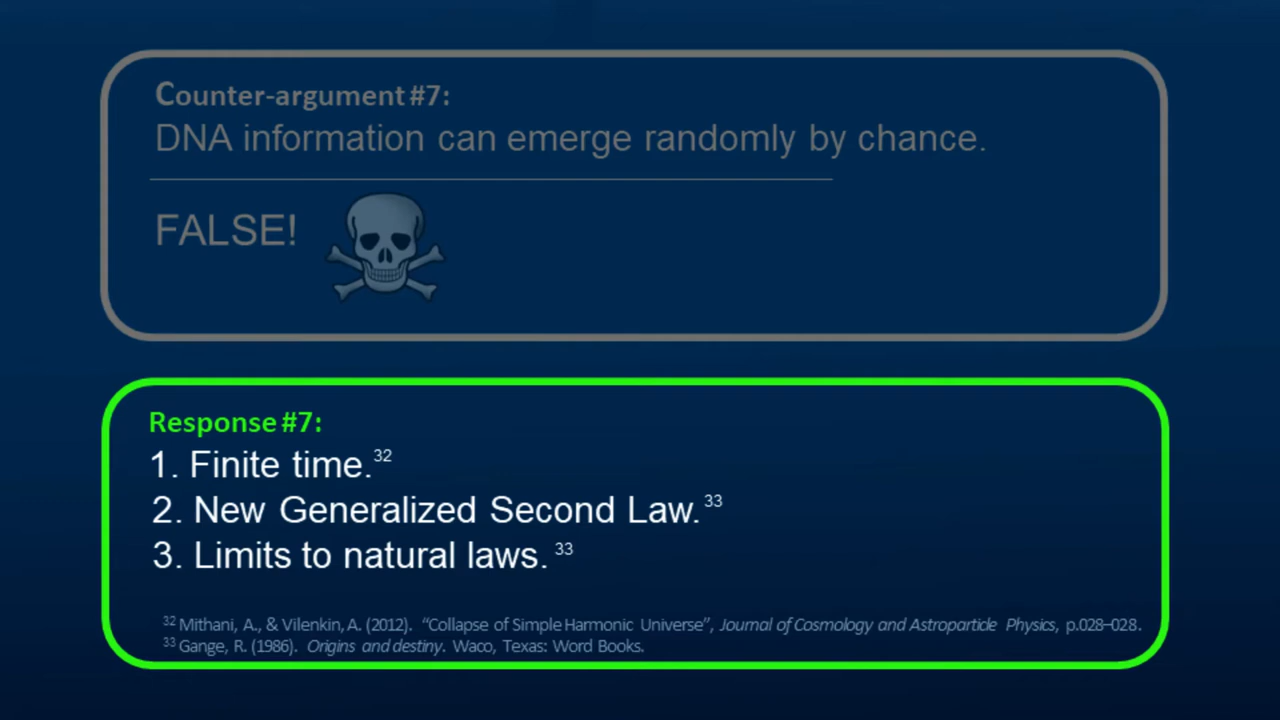 Counter-argument #7:
DNA information can emerge randomly by chance.
FALSE!
Response #7:
1. Finite time.32
2. New Generalized Second Law.33
3. Limits to natural laws. 33
32 Mithani, A., & Vilenkin, A. (2012). “Collapse of Simple Harmonic Universe”, Journal of Cosmology and Astroparticle Physics, p.028–028.
33 Gange, R. (1986). Origins and destiny. Waco, Texas: Word Books.